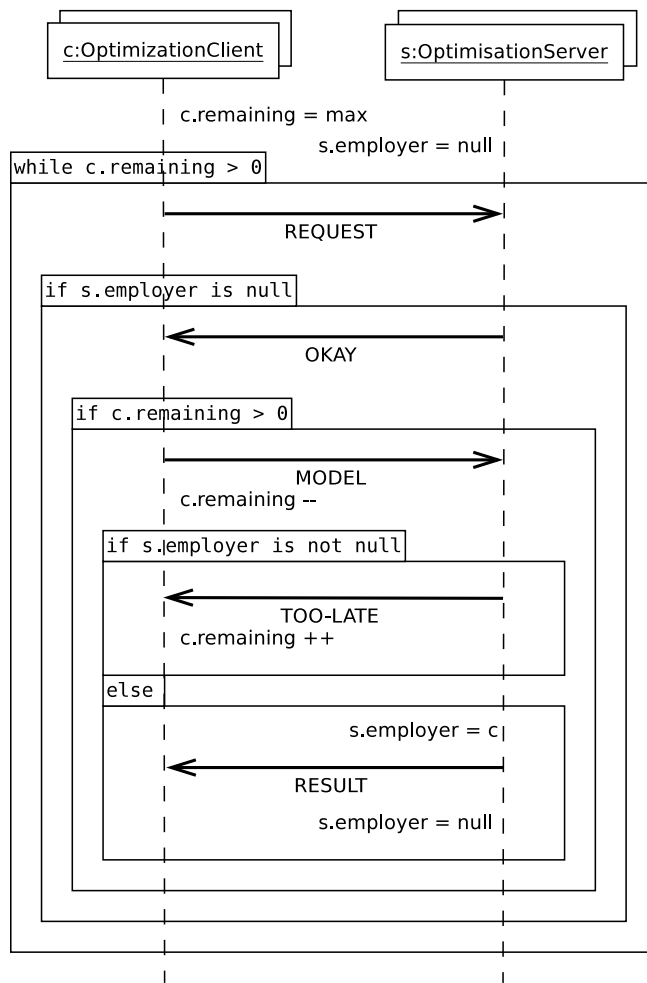 c:OptimizationClient
s:OptimisationServer
c.remaining = max
s.employer = null
while c.remaining > 0
REQUEST
if s.employer is null
OKAY
if c.remaining > 0
MODEL
c.remaining --
if s.employer is not null
TOO-LATE
c.remaining ++
else
s.employer = c
RESULT
s.employer = null